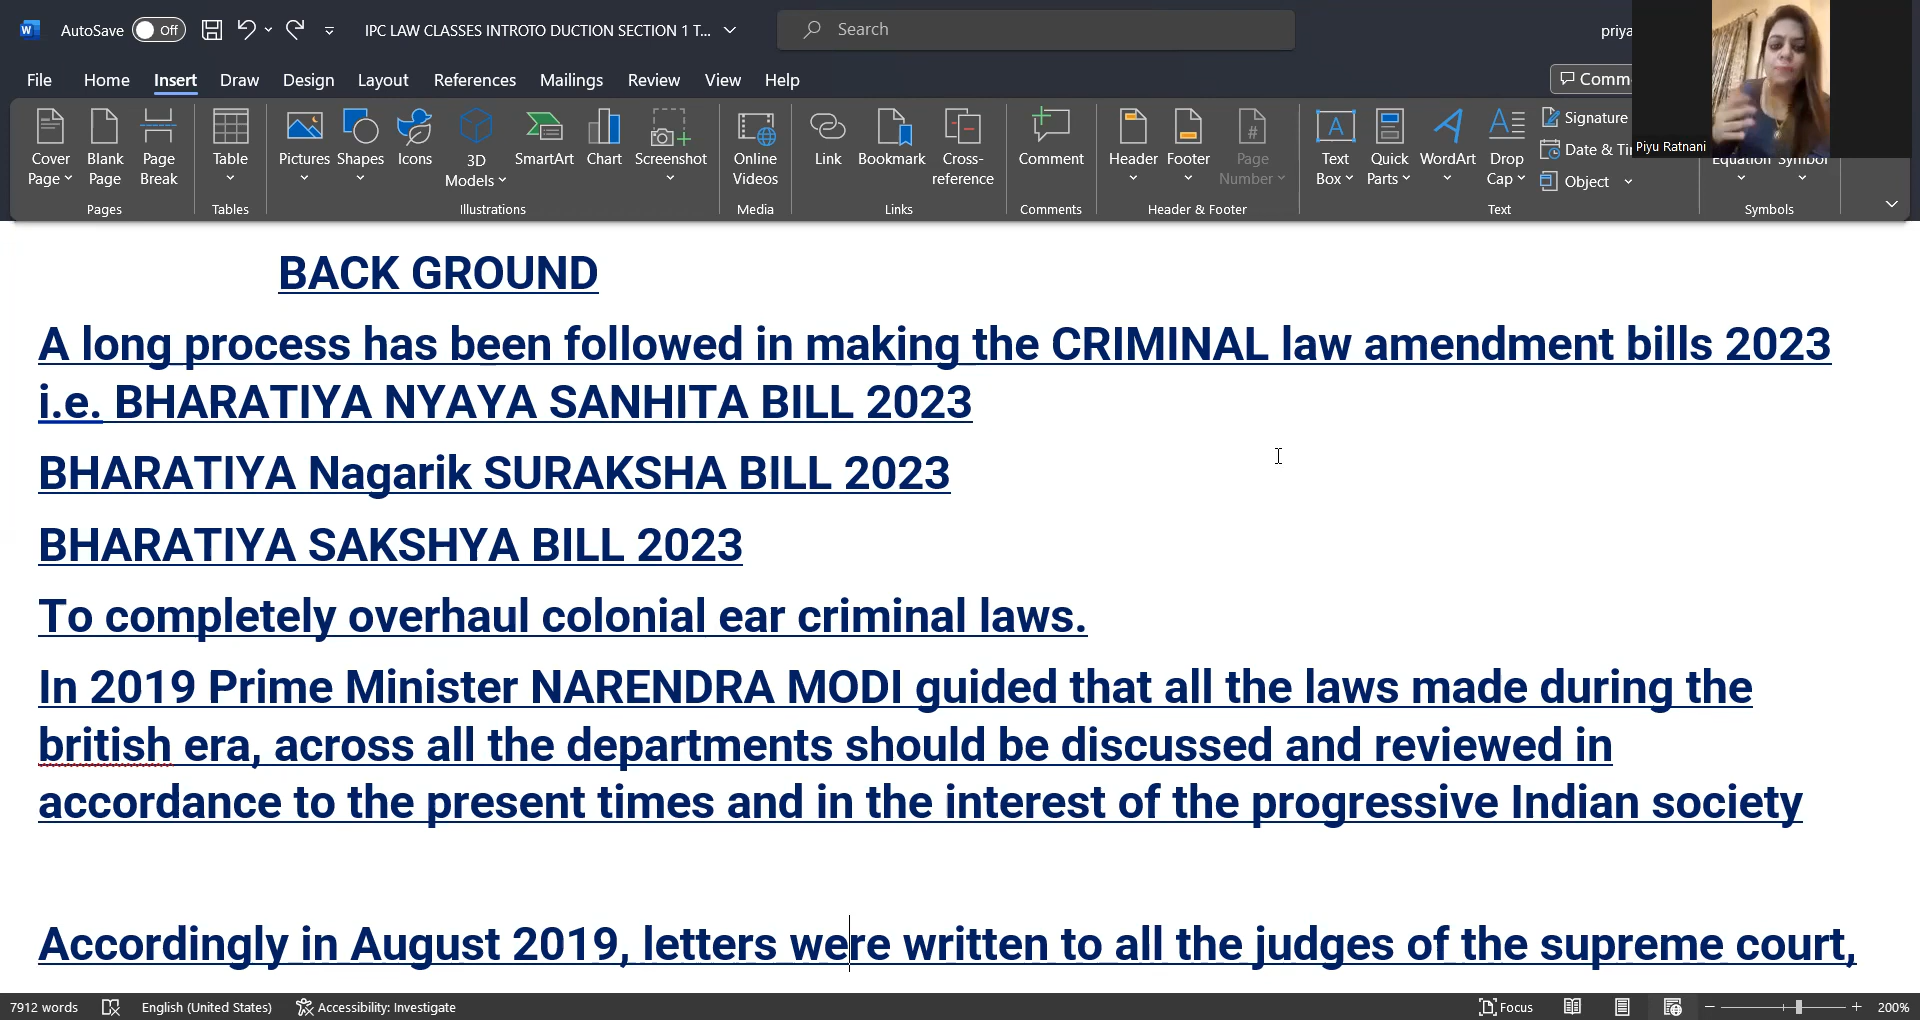 AutoSave Off IPC LAW CLASSES INTROTO DUCTION SECTION 1 T... Search priya
File Home Insert Draw Design Layout References Mailings Review View Help Comm
Cover Page Blank Page Page Break Table Pictures Shapes Icons 3D Models SmartArt Chart Screenshot Online Videos Link Bookmark Cross-reference Comment Header Footer Page Number Text Box Quick Parts WordArt Drop Cap Signature
Date & Ti
Object
Equation Symbol
Piyu Ratnani
Pages Tables Illustrations Media Links Comments Header & Footer Text Symbols
BACK GROUND
A long process has been followed in making the CRIMINAL law amendment bills 2023
i.e. BHARATIYA NYAYA SANHITA BILL 2023
BHARATIYA Nagarik SURAKSHA BILL 2023
BHARATIYA SAKSHYA BILL 2023
To completely overhaul colonial ear criminal laws.
In 2019 Prime Minister NARENDRA MODI guided that all the laws made during the
british era, across all the departments should be discussed and reviewed in
accordance to the present times and in the interest of the progressive Indian society
Accordingly in August 2019, letters were written to all the judges of the supreme court,
7912 words English (United States) Accessibility: Investigate Focus 200%